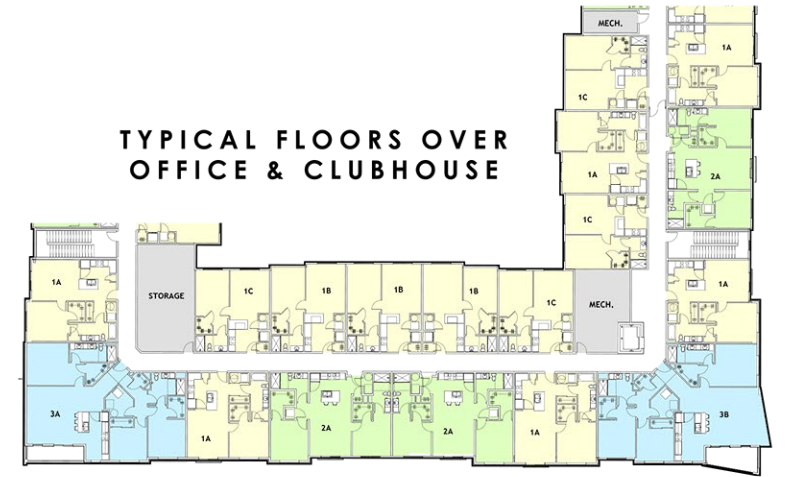 MECH.
1A
1C
TYPICAL FLOORS OVER
OFFICE & CLUBHOUSE
1A
2A
1C
1A
STORAGE
1C
1B
1B
1B
1C
MECH.
1A
3A
1A
2A
2A
1A
3B